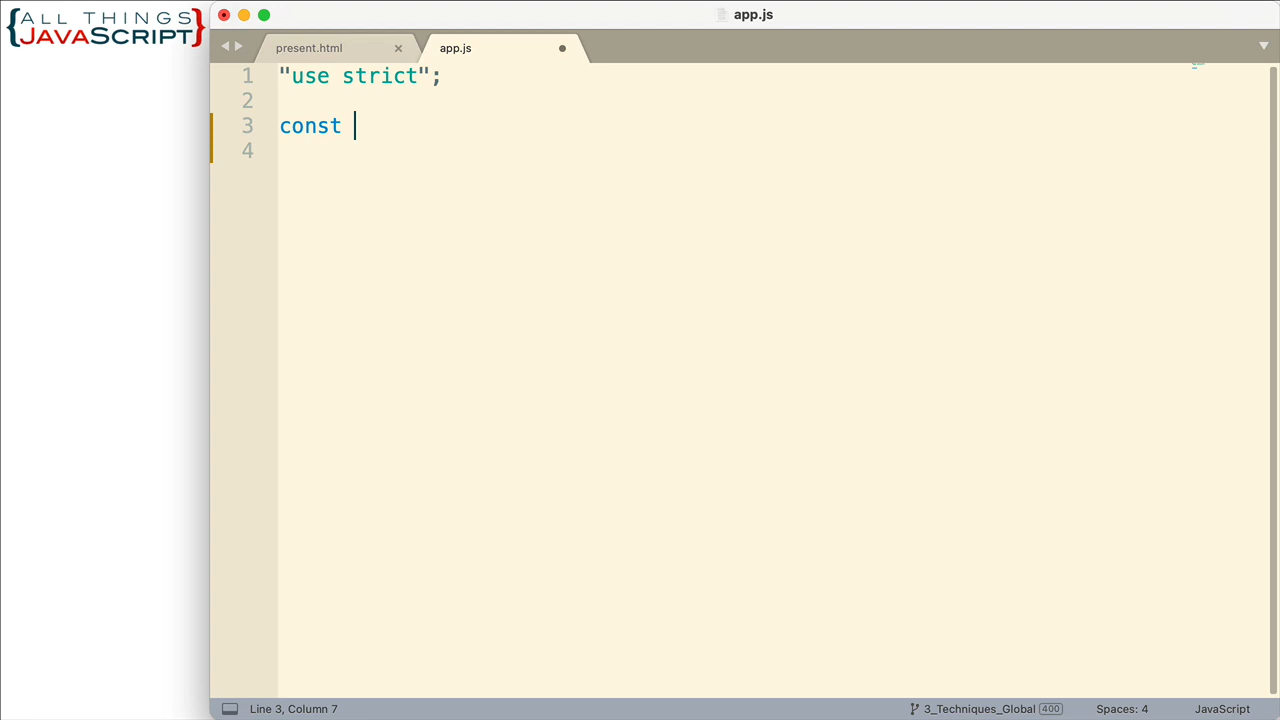 {ALL THINGS
JAVASCRIPT}
app.js
present.html
app.js
1 "use strict";
2
3 const
4
Line 3, Column 7
3_Techniques_Global 400
Spaces: 4
JavaScript